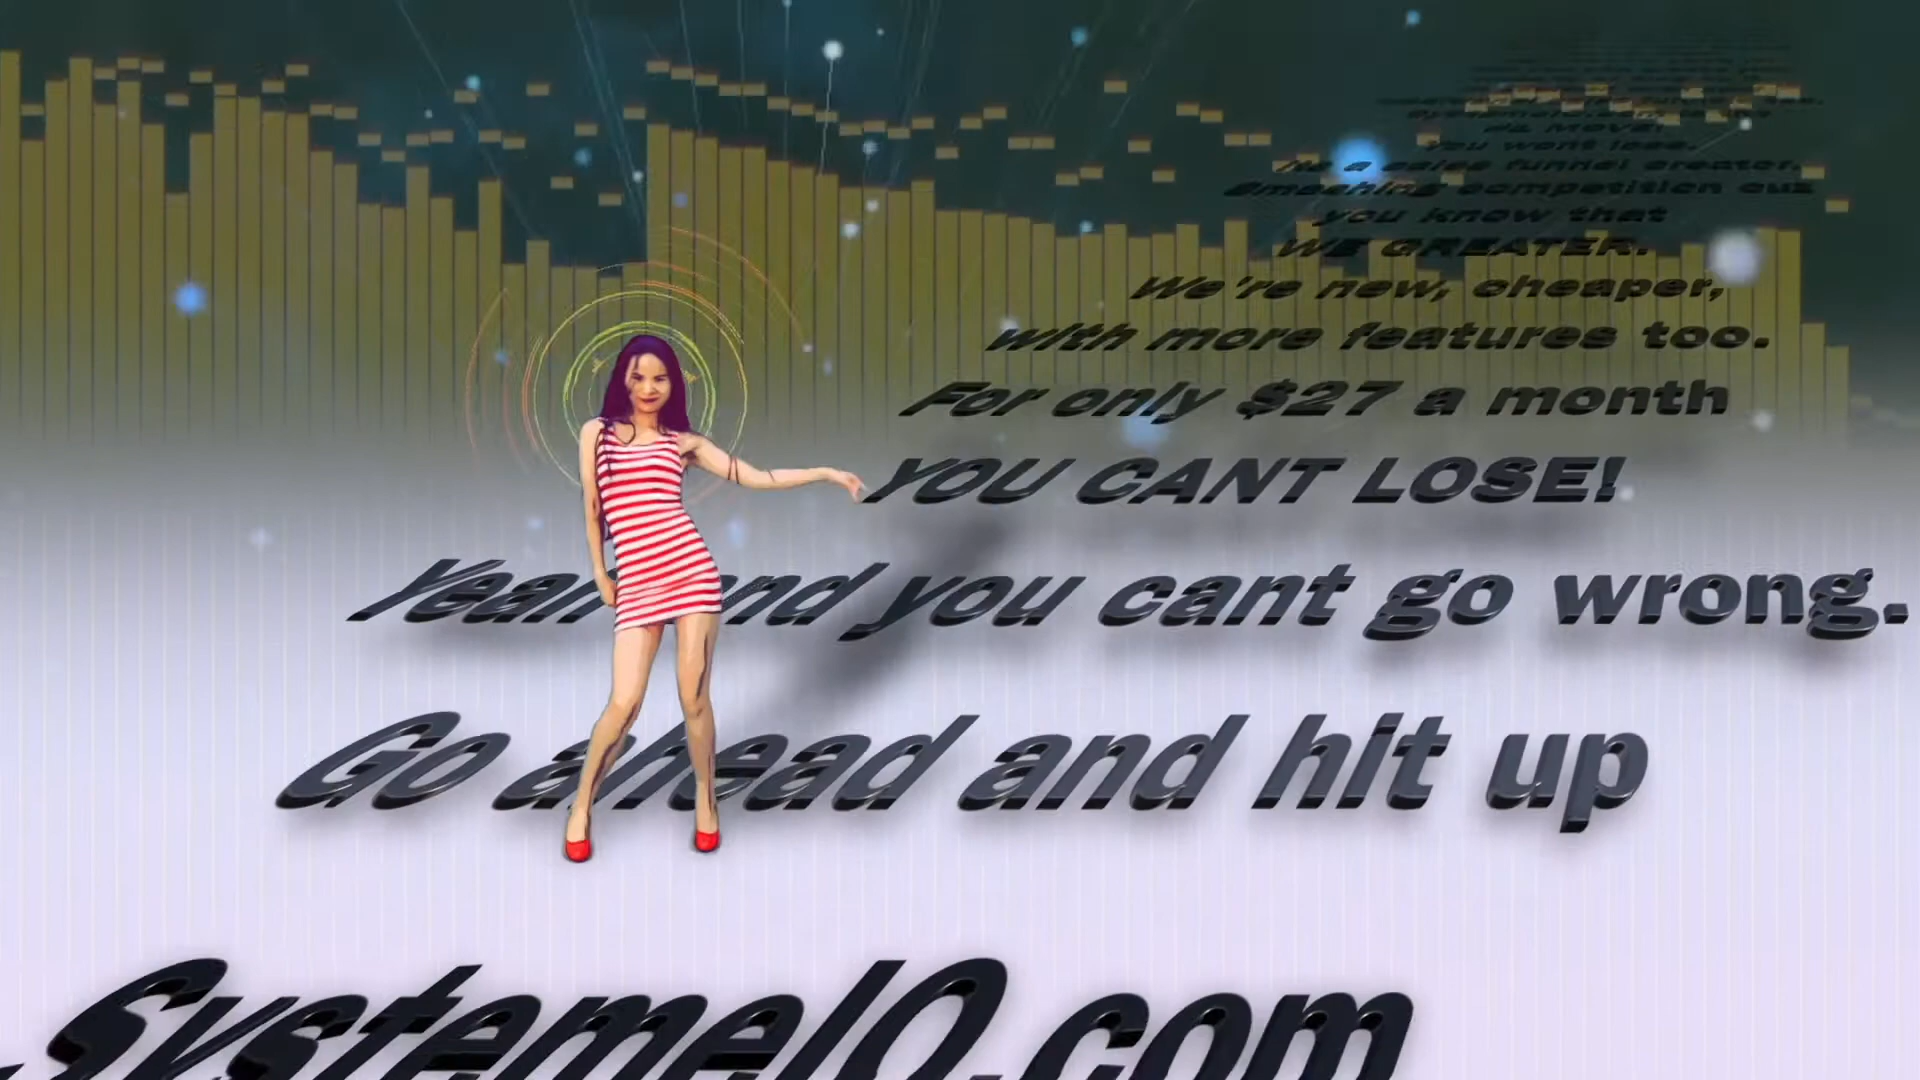 You wont lose.
Its a sales funnel greater.
Smashing competition cuz
you know that
WE GREATER.
We're new, cheaper,
with more features too.
For only $27 a month
YOU CANT LOSE!
Yeah and you cant go wrong.
Go ahead and hit up
SystemeIO.com